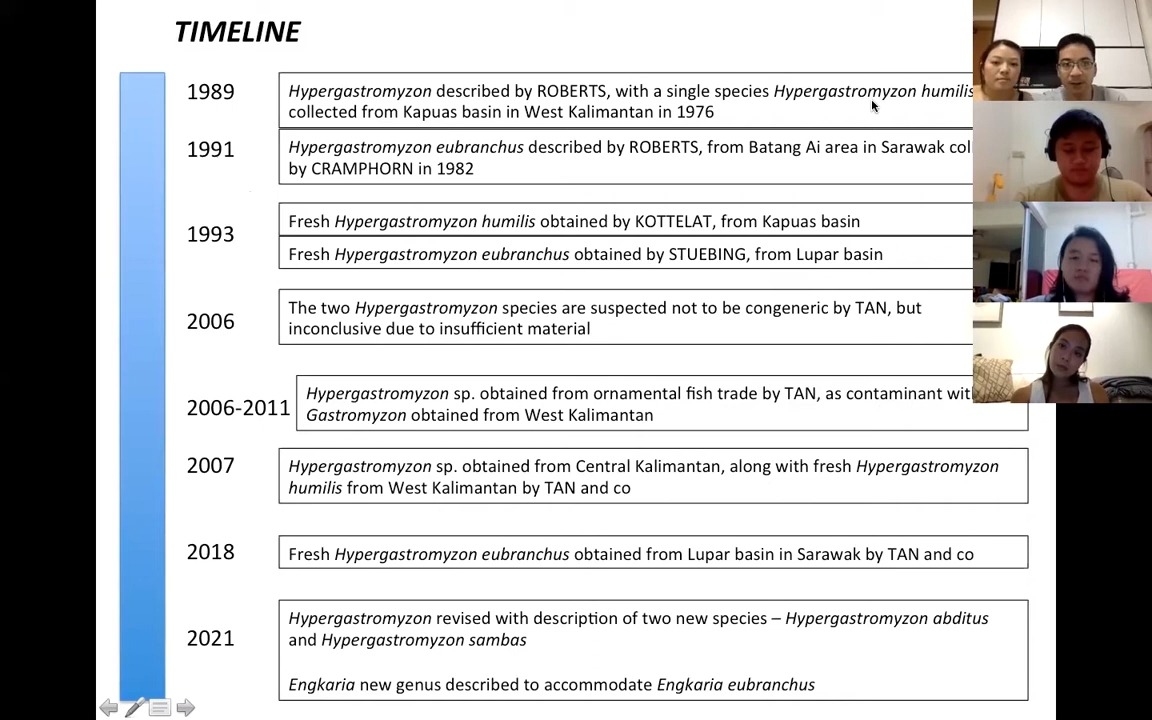 TIMELINE
1989
Hypergastromyzon described by ROBERTS, with a single species Hypergastromyzon humilis
collected from Kapuas basin in West Kalimantan in 1976
1991
Hypergastromyzon eubranchus described by ROBERTS, from Batang Ai area in Sarawak
by CRAMPHORN in 1982
1993
Fresh Hypergastromyzon humilis obtained by KOTTELAT, from Kapuas basin
Fresh Hypergastromyzon eubranchus obtained by STUEBING, from Lupar basin
2006
The two Hypergastromyzon species are suspected not to be congeneric by TAN, but
inconclusive due to insufficient material
2006-2011
Hypergastromyzon sp. obtained from ornamental fish trade by TAN, as contaminant with
Gastromyzon obtained from West Kalimantan
2007
Hypergastromyzon sp. obtained from Central Kalimantan, along with fresh Hypergastromyzon
humilis from West Kalimantan by TAN and co
2018
Fresh Hypergastromyzon eubranchus obtained from Lupar basin in Sarawak by TAN and co
2021
Hypergastromyzon revised with description of two new species – Hypergastromyzon abditus
and Hypergastromyzon sambas
Engkaria new genus described to accommodate Engkaria eubranchus